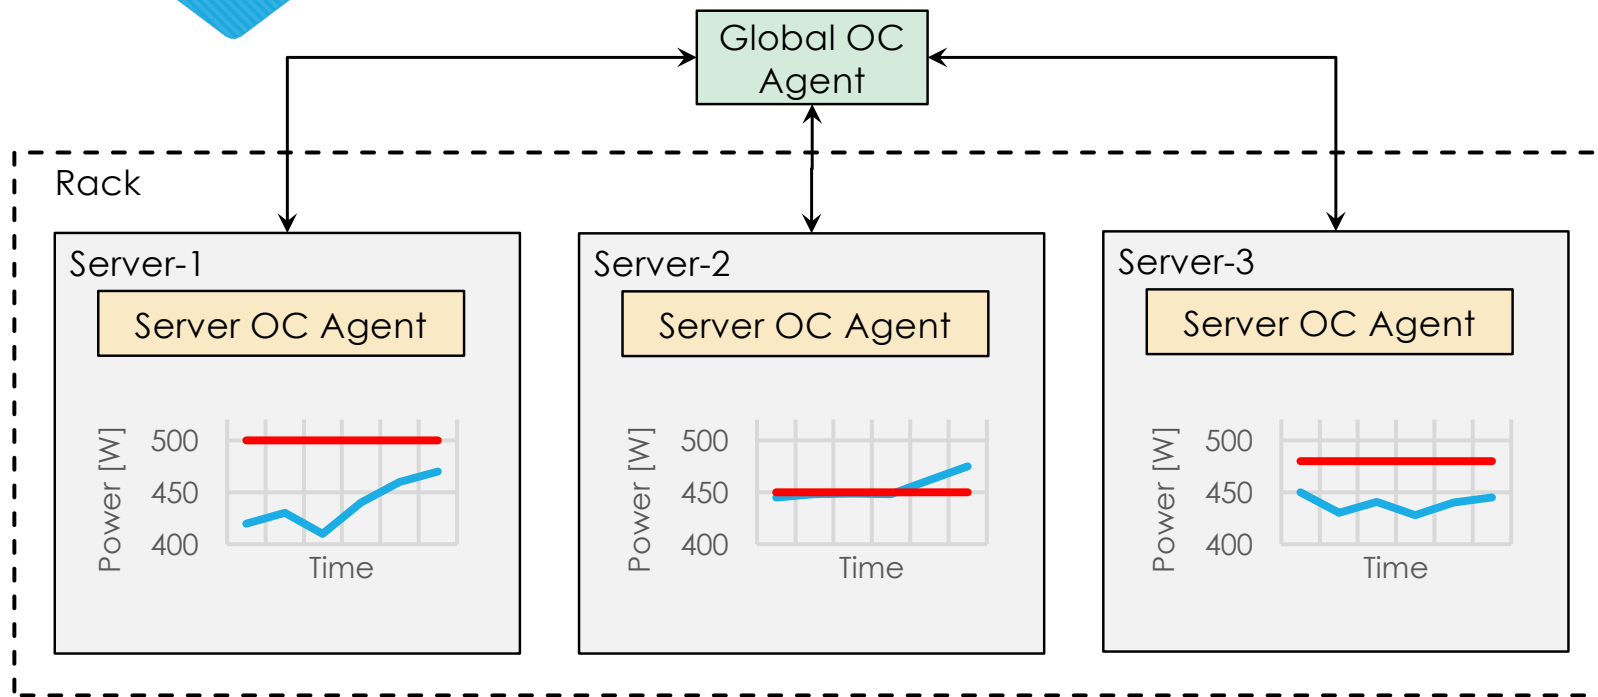 Global OC
Agent
Rack
Server-1
Server OC Agent
Power [W]
500
450
400
Time
Server-2
Server OC Agent
Power [W]
500
450
400
Time
Server-3
Server OC Agent
Power [W]
500
450
400
Time